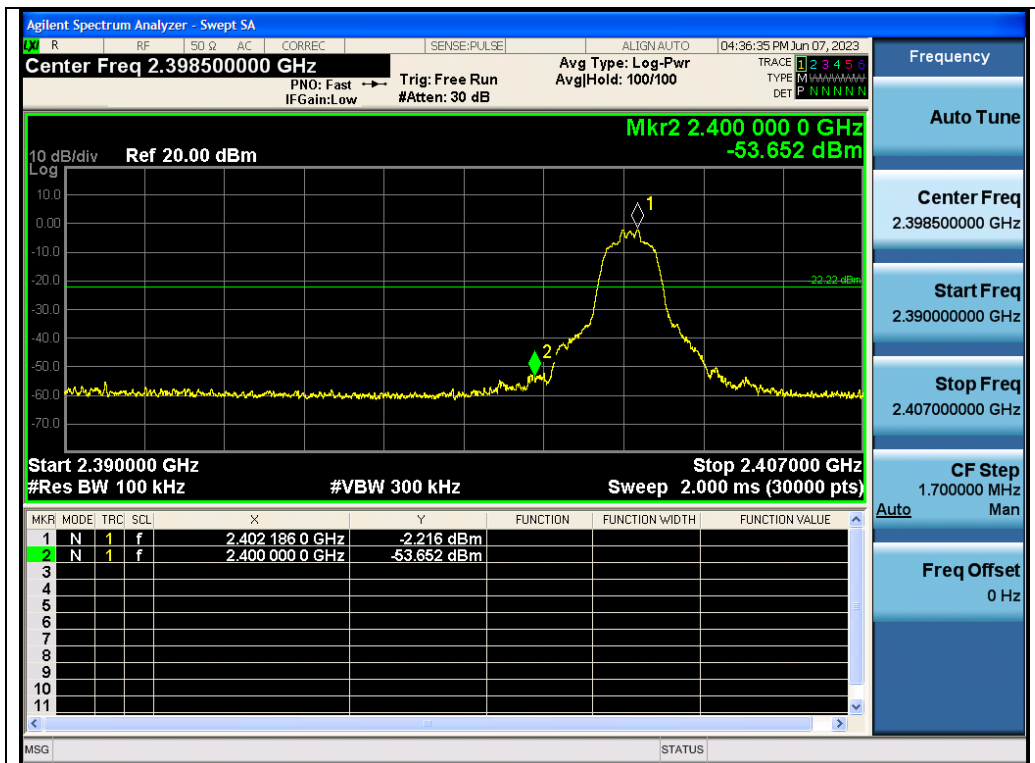 Agilent Spectrum Analyzer - Swept SA
LXI R RF 50 Ω AC CORREC SENSE:PULSE ALIGN AUTO 04:36:35 PM Jun 07, 2023
Center Freq 2.398500000 GHz
PNO: Fast
IFGain:Low
Trig: Free Run
#Atten: 30 dB
Avg Type: Log-Pwr
Avg|Hold: 100/100
TRACE 1 2 3 4 5 6
TYPE M
DET P N N N N N
Mkr2 2.400 000 0 GHz
-53.652 dBm
10 dB/div Ref 20.00 dBm
Log
10.0
0.00
-10.0
-20.0
-30.0
-40.0
-50.0
-60.0
-70.0
1
2
22.22 dBm
Start 2.390000 GHz Stop 2.407000 GHz
#Res BW 100 kHz #VBW 300 kHz Sweep 2.000 ms (30000 pts)
MKR MODE TRC SCL X Y FUNCTION FUNCTION WIDTH FUNCTION VALUE
1 N 1 f 2.402 186 0 GHz -2.216 dBm
2 N 1 f 2.400 000 0 GHz -53.652 dBm
3
4
5
6
7
8
9
10
11
MSG STATUS
Frequency
Auto Tune
Center Freq
2.398500000 GHz
Start Freq
2.390000000 GHz
Stop Freq
2.407000000 GHz
CF Step
1.700000 MHz
Auto Man
Freq Offset
0 Hz